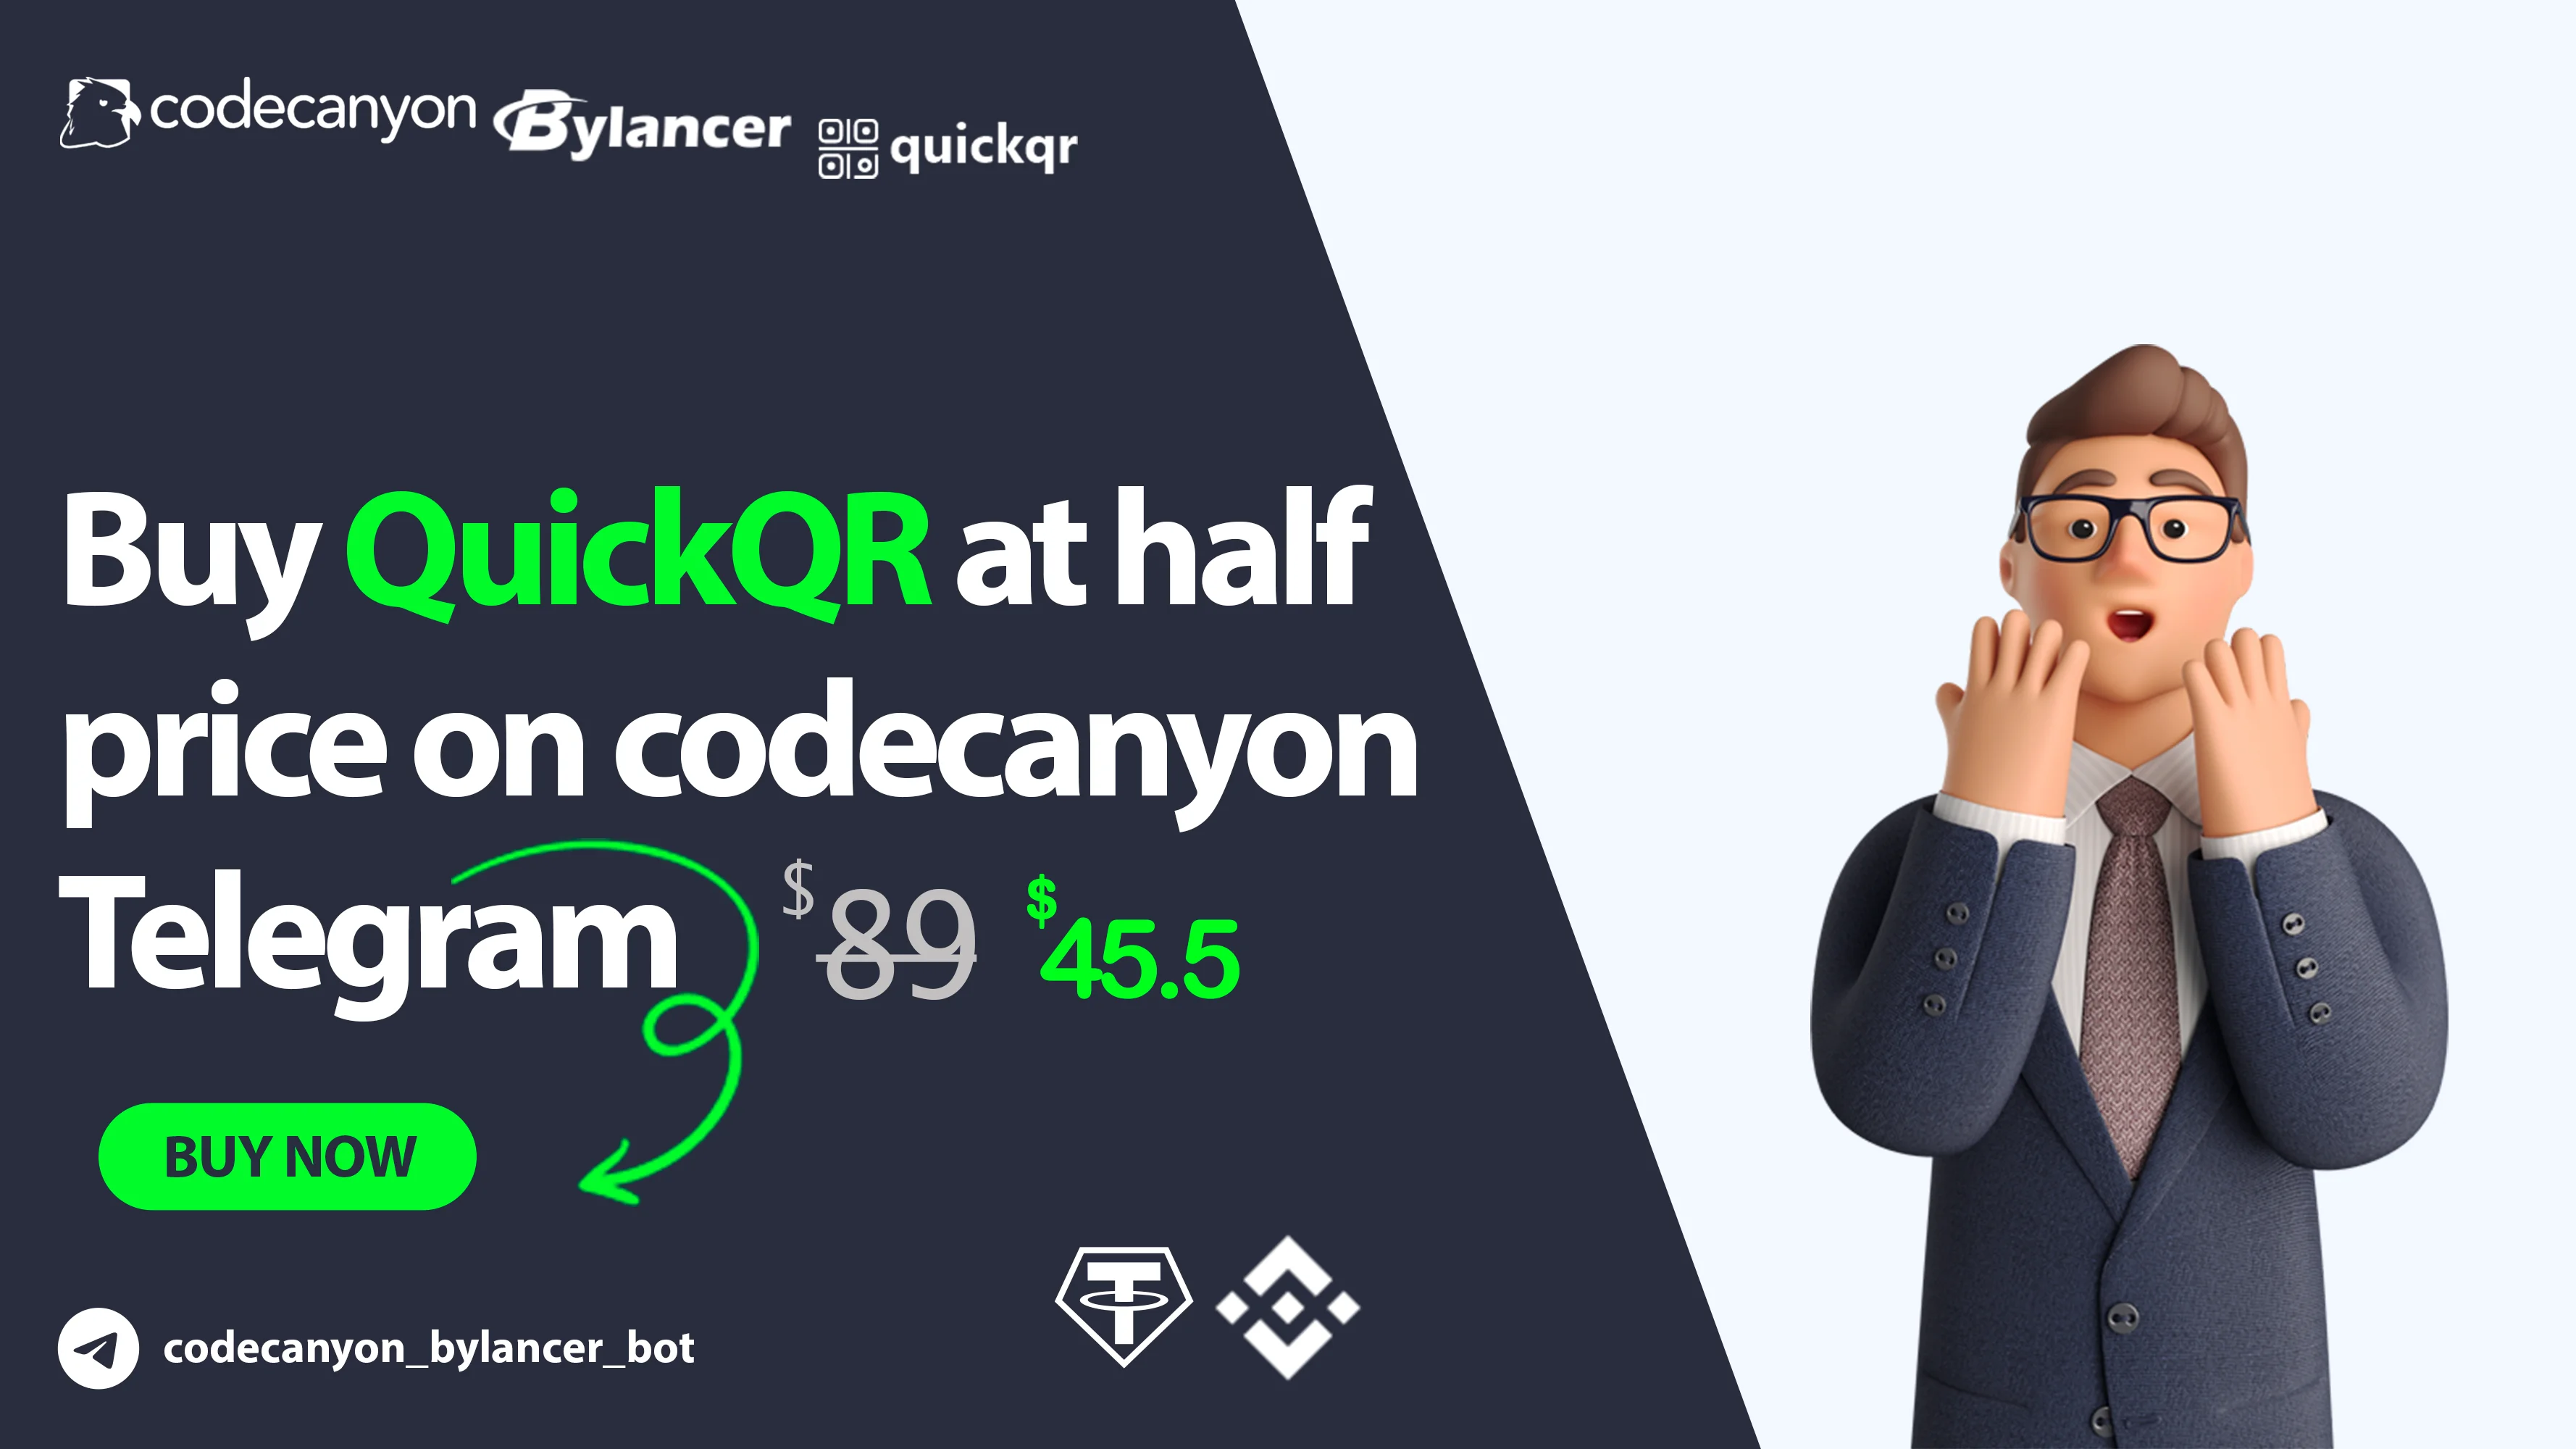 codecanyon Bylancer quickqr
Buy QuickQR at half
price on codecanyon
Telegram $89 $45.5
BUY NOW
codecanyon_bylancer_bot